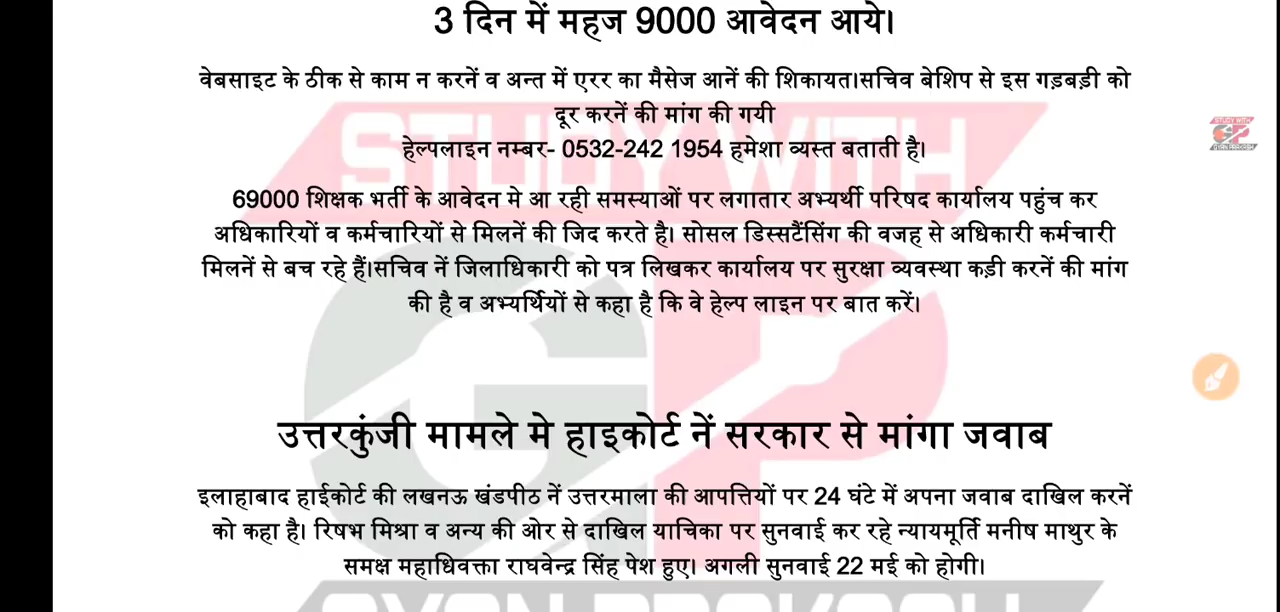 3 दिन में महज 9000 आवेदन आये।
वेबसाइट के ठीक से काम न करनें व अन्त में एरर का मैसेज आनें की शिकायत।सचिव बेशिप से इस गड़बड़ी को
दूर करनें की मांग की गयी
हेल्पलाइन नम्बर- 0532-242 1954 हमेशा व्यस्त बताती है।
69000 शिक्षक भर्ती के आवेदन मे आ रही समस्याओं पर लगातार अभ्यर्थी परिषद कार्यालय पहुंच कर
अधिकारियों व कर्मचारियों से मिलनें की जिद करते है। सोसल डिस्सटैंसिंग की वजह से अधिकारी कर्मचारी
मिलनें से बच रहे हैं।सचिव नें जिलाधिकारी को पत्र लिखकर कार्यालय पर सुरक्षा व्यवस्था कड़ी करनें की मांग
की है व अभ्यर्थियों से कहा है कि वे हेल्प लाइन पर बात करें।
उत्तरकुंजी मामले मे हाइकोर्ट नें सरकार से मांगा जवाब
इलाहाबाद हाईकोर्ट की लखनऊ खंडपीठ नें उत्तरमाला की आपत्तियों पर 24 घंटे में अपना जवाब दाखिल करनें
को कहा है। रिषभ मिश्रा व अन्य की ओर से दाखिल याचिका पर सुनवाई कर रहे न्यायमूर्ति मनीष माथुर के
समक्ष महाधिवक्ता राघवेन्द्र सिंह पेश हुए। अगली सुनवाई 22 मई को होगी।
STUDY WITH
GP
STUDY WITH